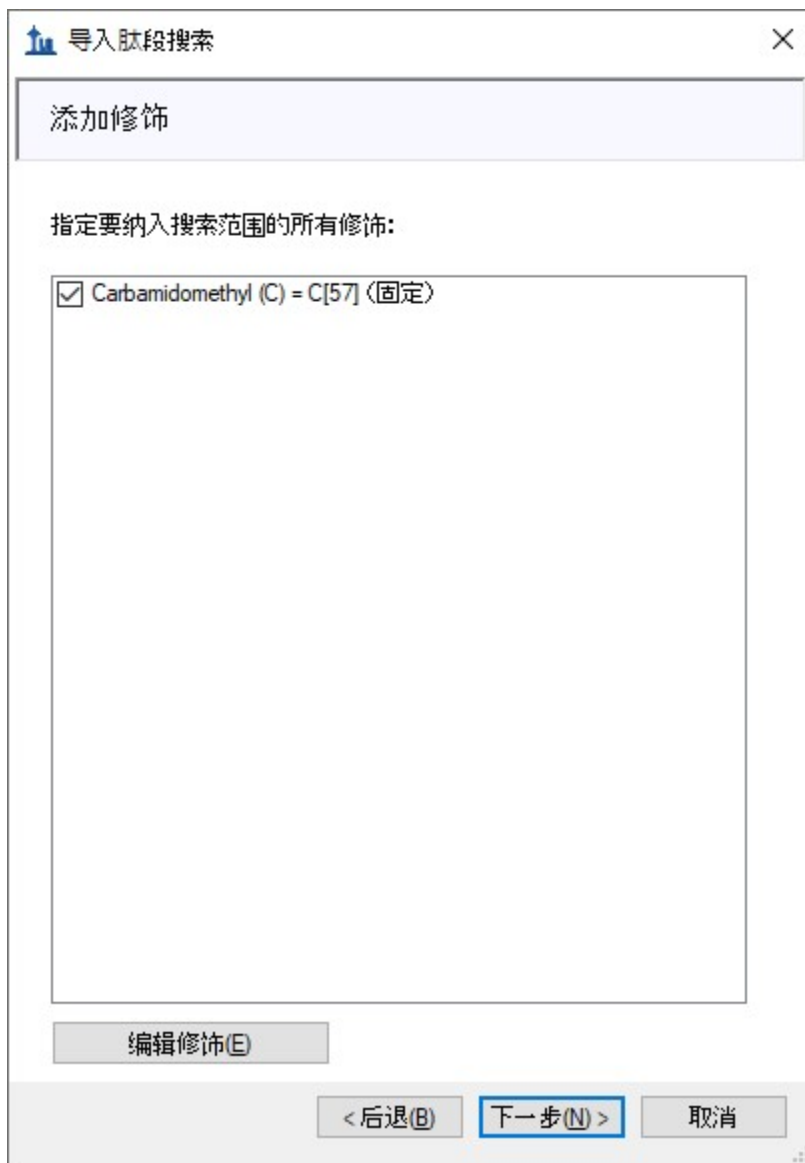 导入肽段搜索
添加修饰
指定要纳入搜索范围的所有修饰:
Carbamidomethyl (C) = C[57] (固定)
编辑修饰(E)
< 后退(B)
下一步(N) >
取消